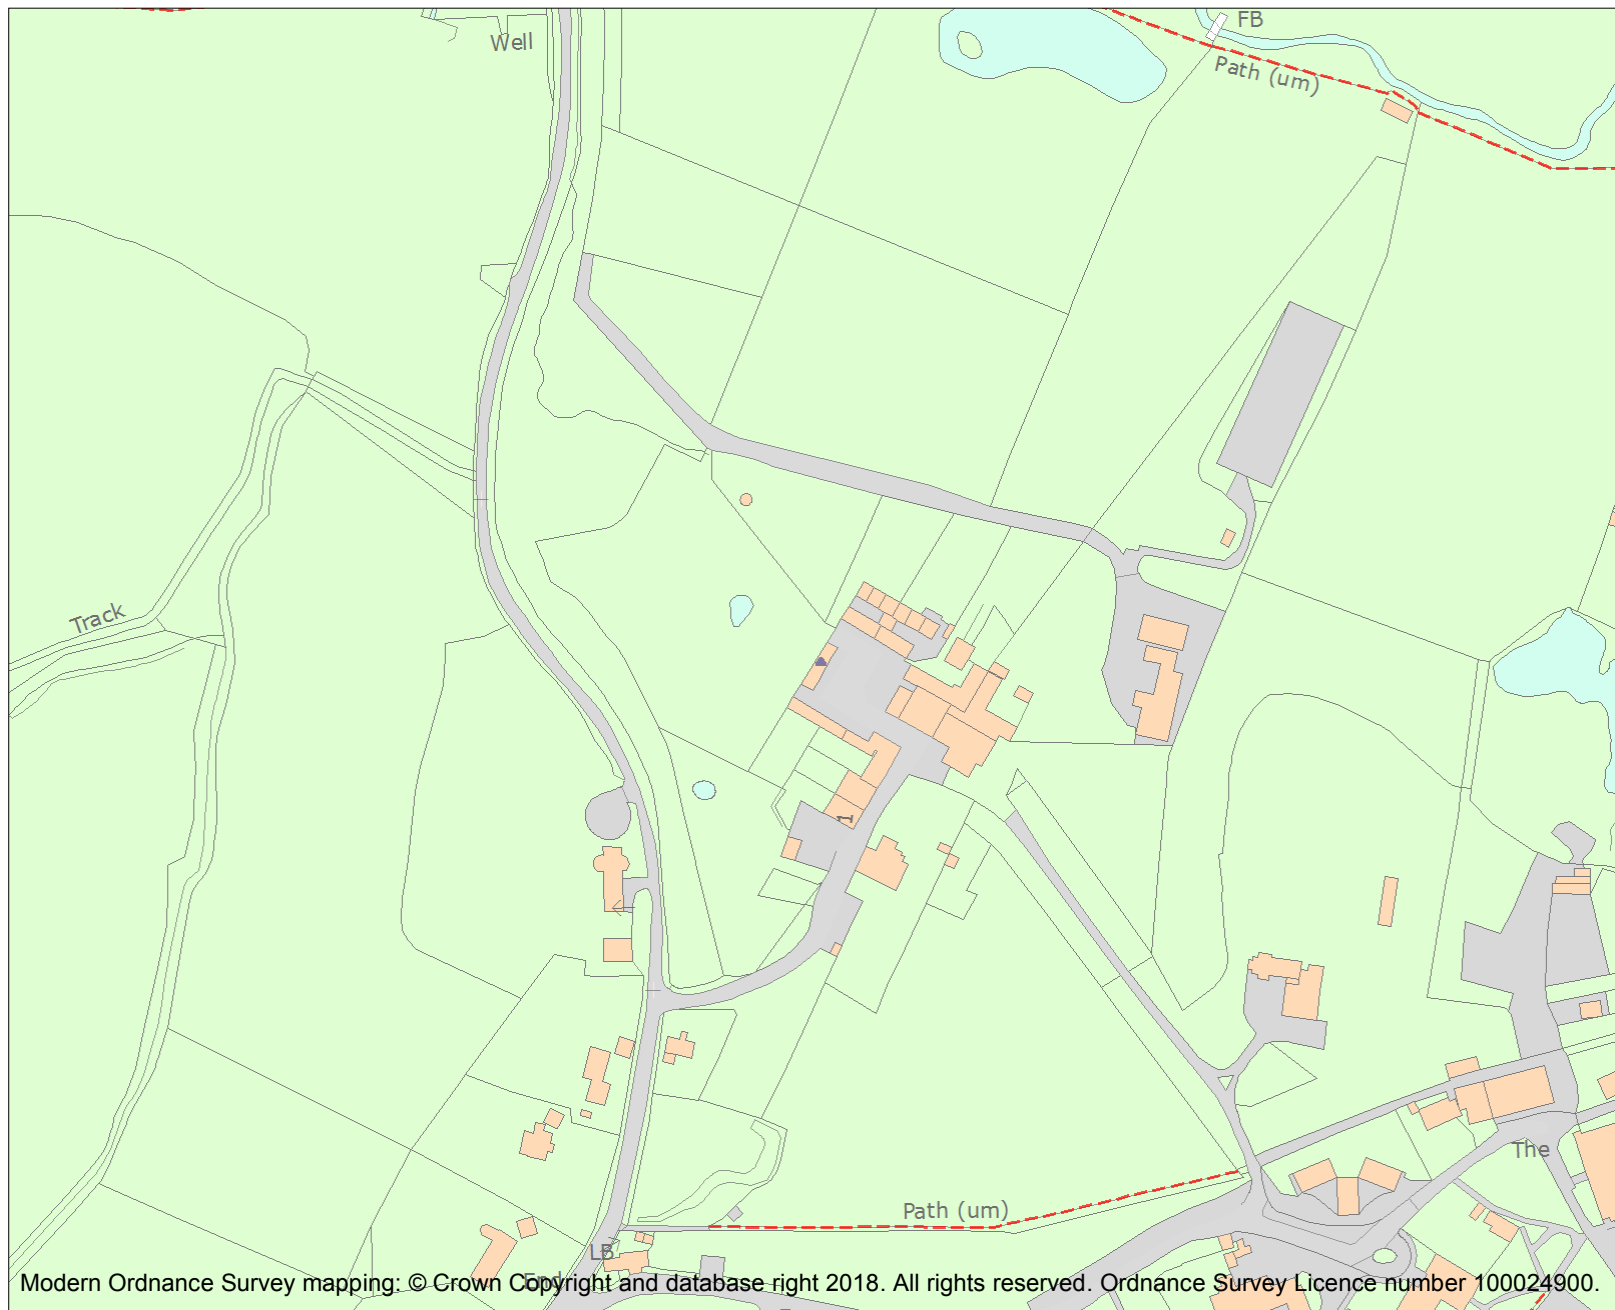 FB
Well
Path (um)
Track
1
The
Path (um)
LB
End
Modern Ordnance Survey mapping: © Crown Copyright and database right 2018. All rights reserved. Ordnance Survey Licence number 100024900.